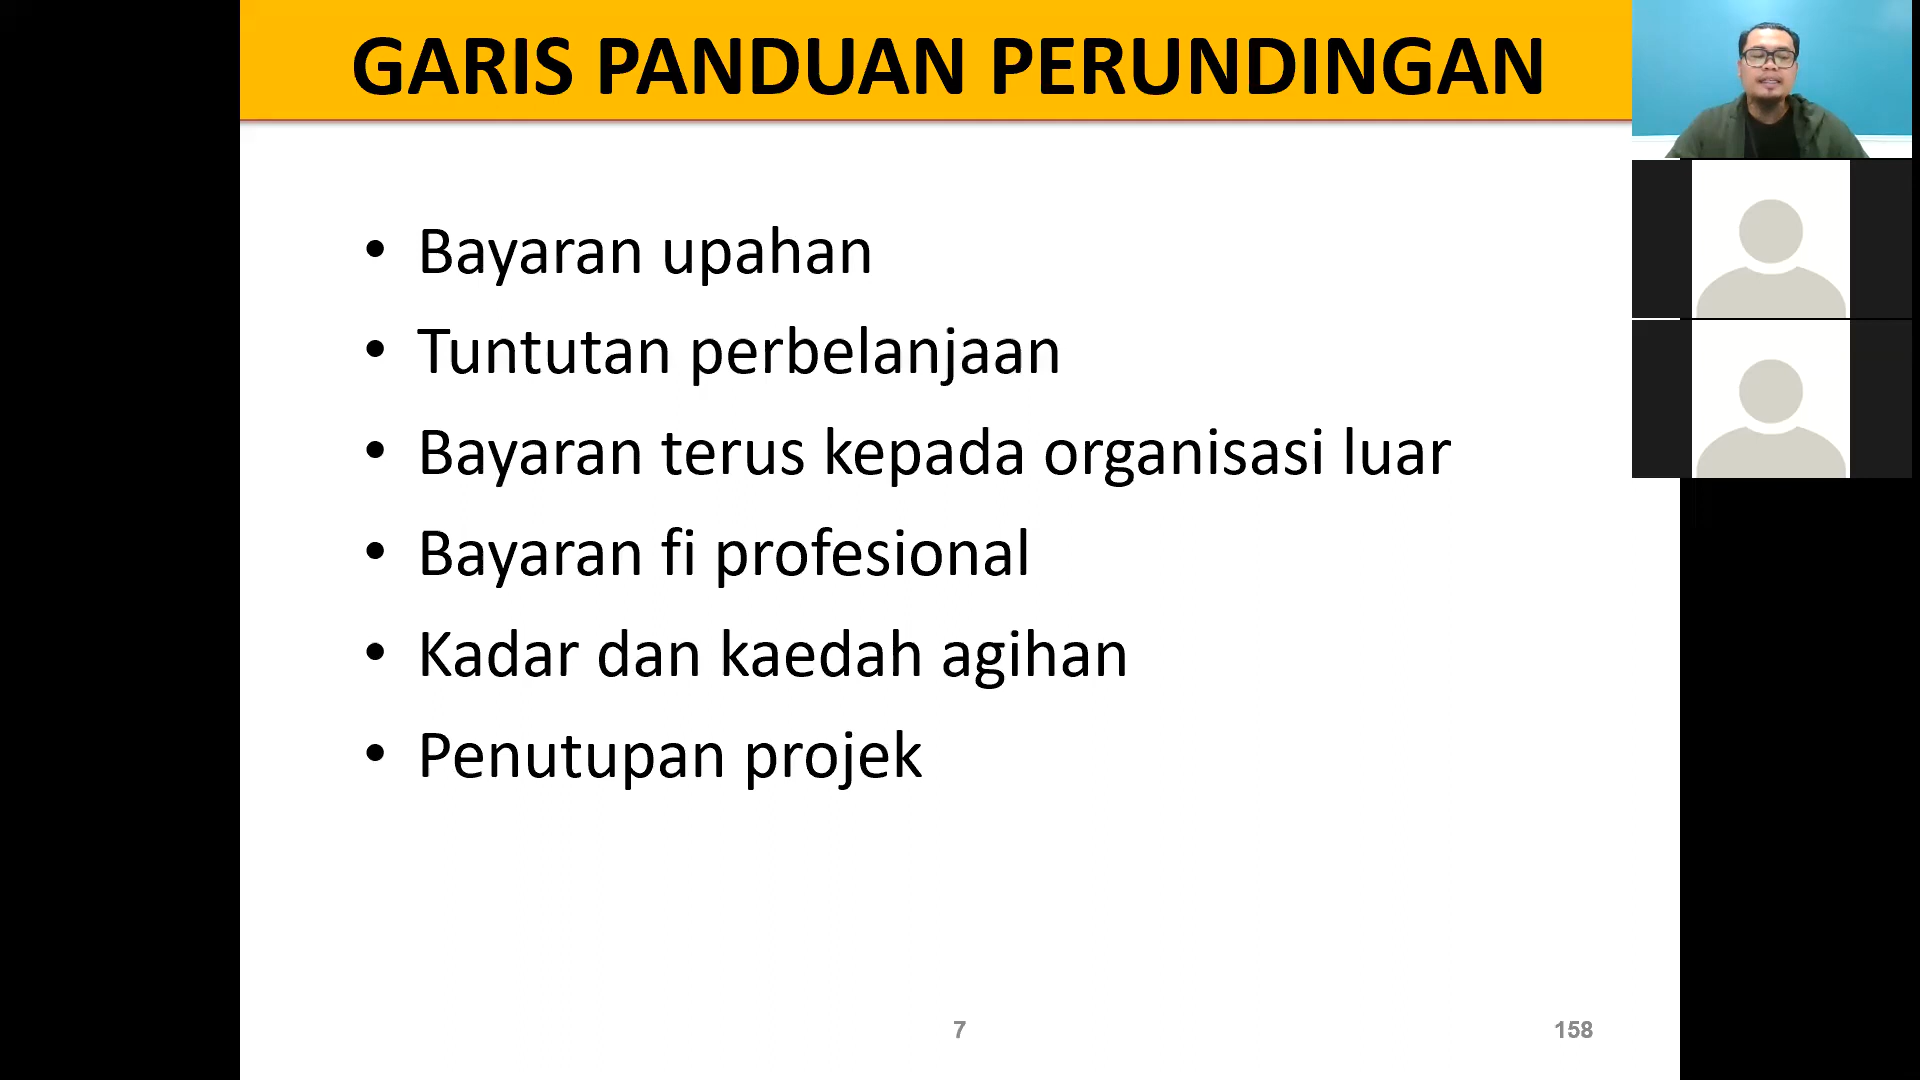 GARIS PANDUAN PERUNDINGAN
• Bayaran upahan
• Tuntutan perbelanjaan
• Bayaran terus kepada organisasi luar
• Bayaran fi profesional
• Kadar dan kaedah agihan
• Penutupan projek
7
158